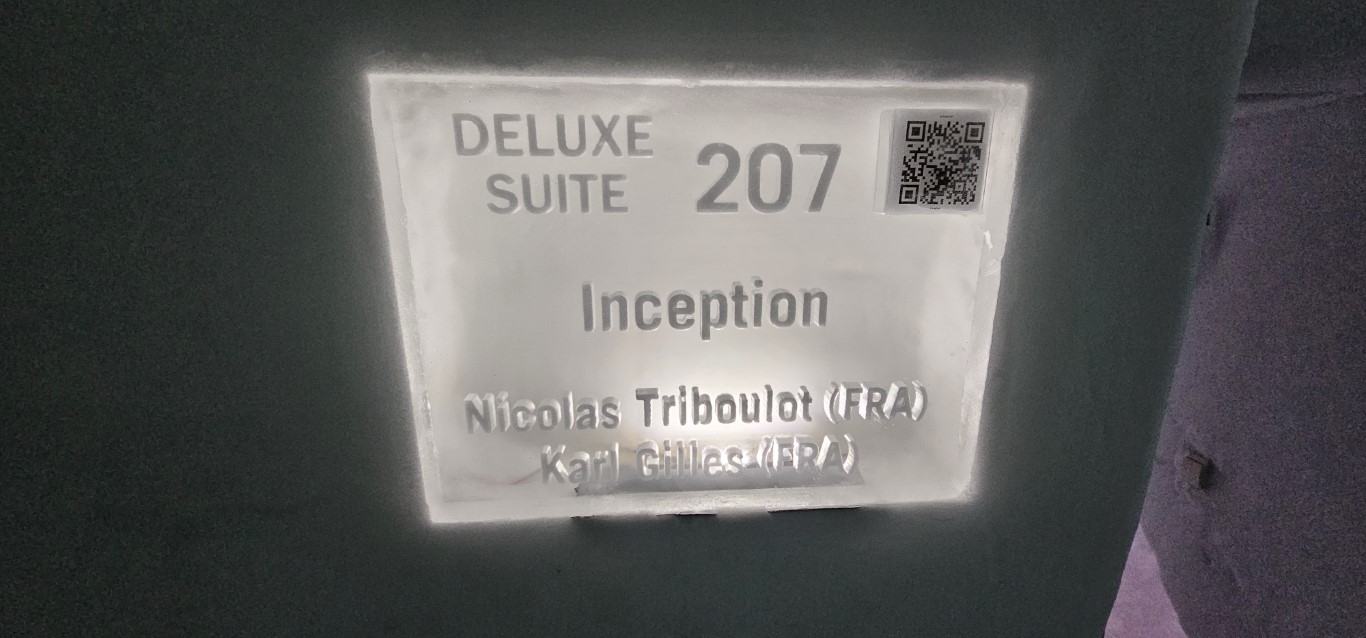 DELUXE
SUITE
207
Inception
Nicolas Triboulot (FRA)
Karl Gilles (FRA)